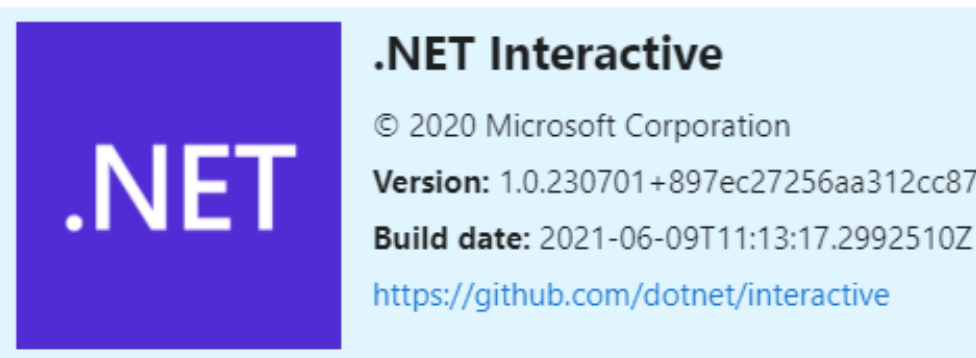 .NET
.NET Interactive
© 2020 Microsoft Corporation
Version: 1.0.230701+897ec27256aa312cc87
Build date: 2021-06-09T11:13:17.2992510Z
https://github.com/dotnet/interactive